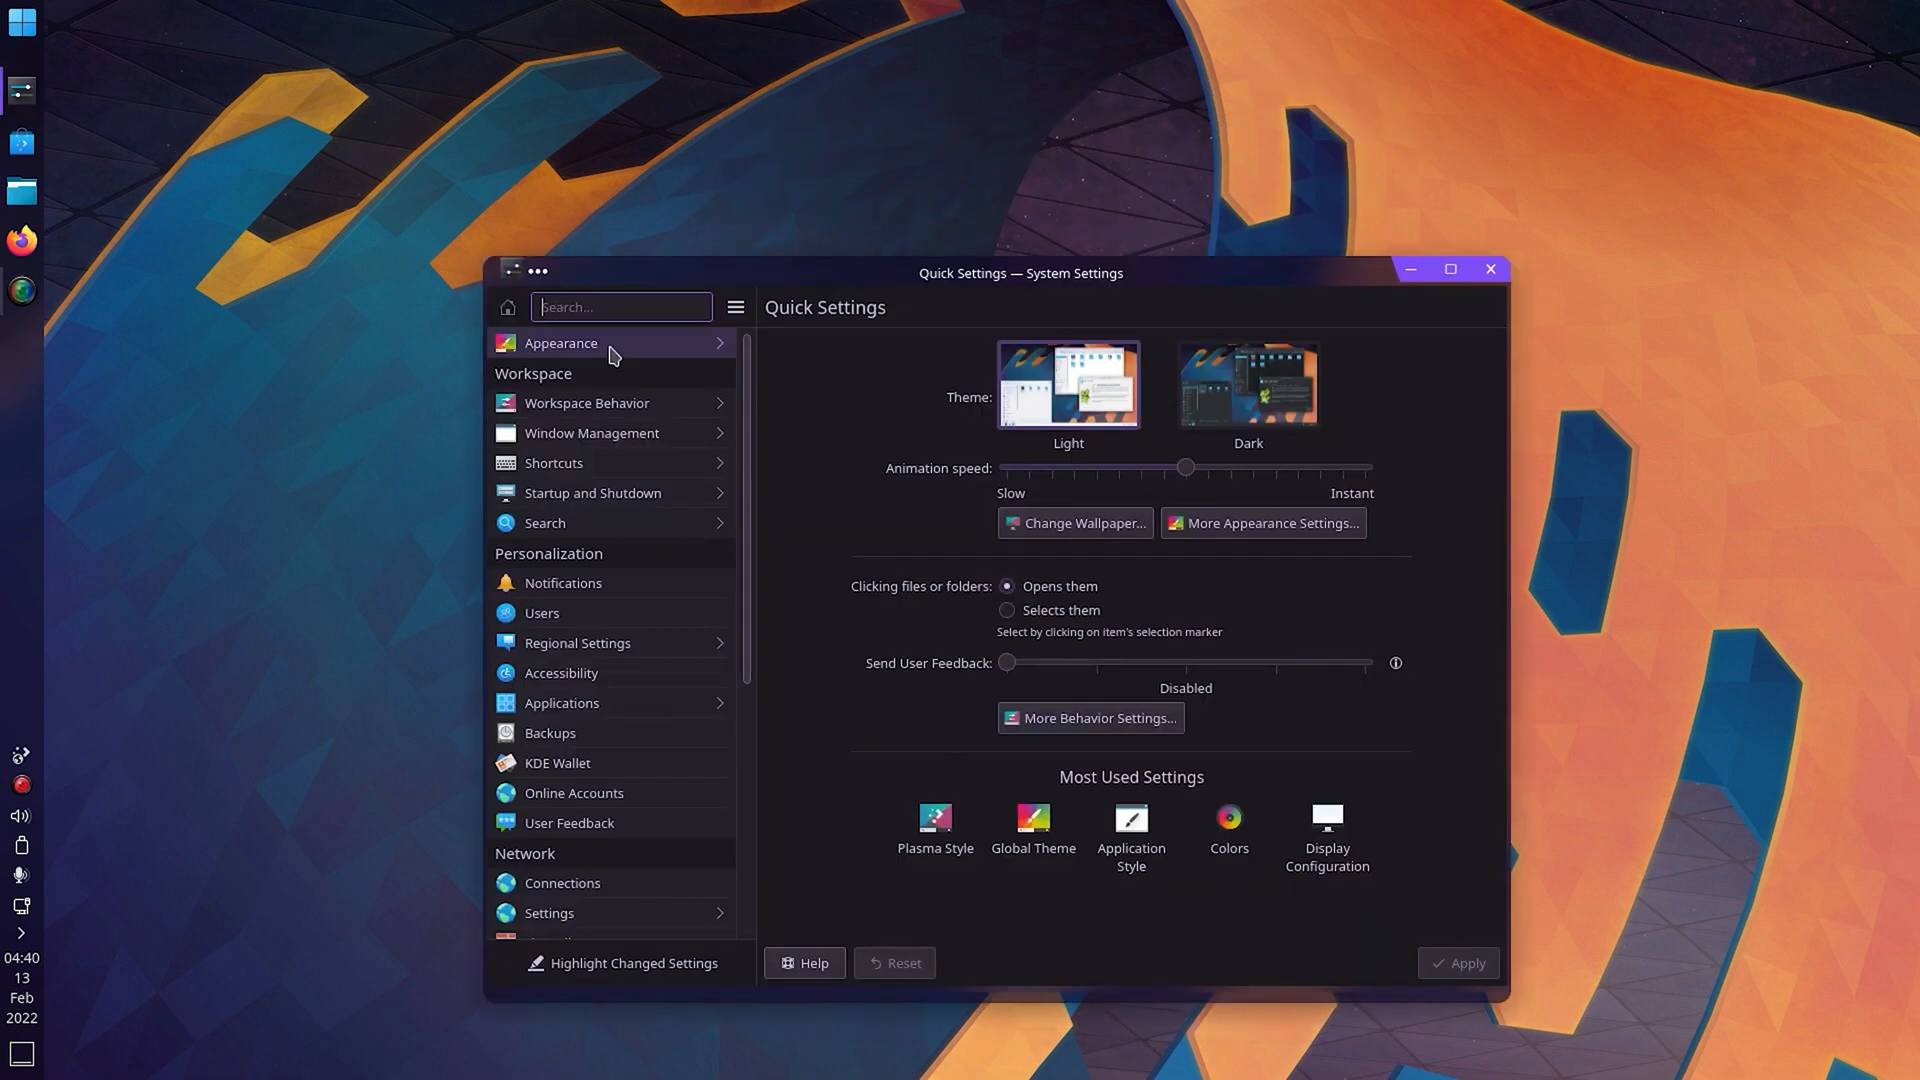 Quick Settings — System Settings
Search...
Quick Settings
Appearance
Workspace
Workspace Behavior
Window Management
Shortcuts
Startup and Shutdown
Search
Personalization
Notifications
Users
Regional Settings
Accessibility
Applications
Backups
KDE Wallet
Online Accounts
User Feedback
Network
Connections
Settings
Highlight Changed Settings
Theme:
Light
Dark
Animation speed:
Slow
Instant
Change Wallpaper...
More Appearance Settings...
Clicking files or folders:
Opens them
Selects them
Select by clicking on item's selection marker
Send User Feedback:
Disabled
More Behavior Settings...
Most Used Settings
Plasma Style
Global Theme
Application
Style
Colors
Display
Configuration
Help
Reset
Apply
04:40
13
Feb
2022